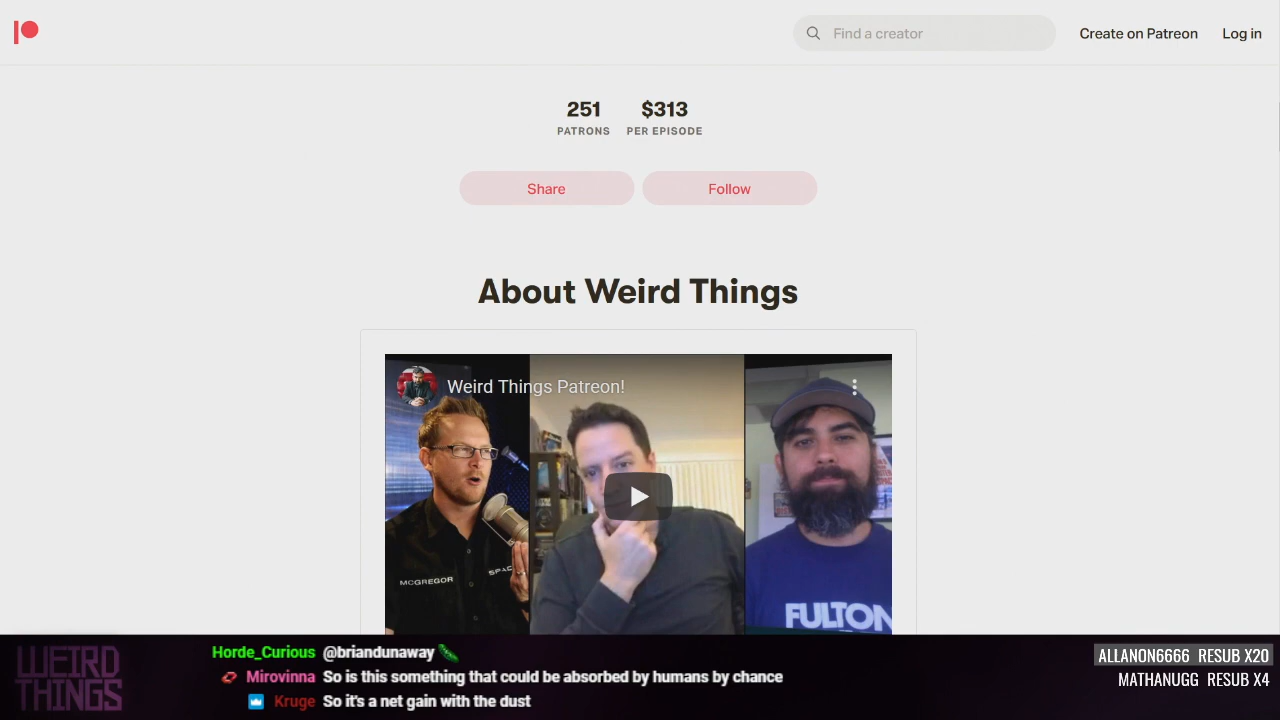 Find a creator
Create on Patreon
Log in
251
$313
PATRONS
PER EPISODE
Share
Follow
About Weird Things
Weird Things Patreon!
MCGREGOR
SPAC
FULTON
WEIRD
THINGS
Horde_Curious @briandunaway
Mirovinna So is this something that could be absorbed by humans by chance
Kruge So it's a net gain with the dust
ALLANON6666 RESUB X20
MATHANUGG RESUB X4